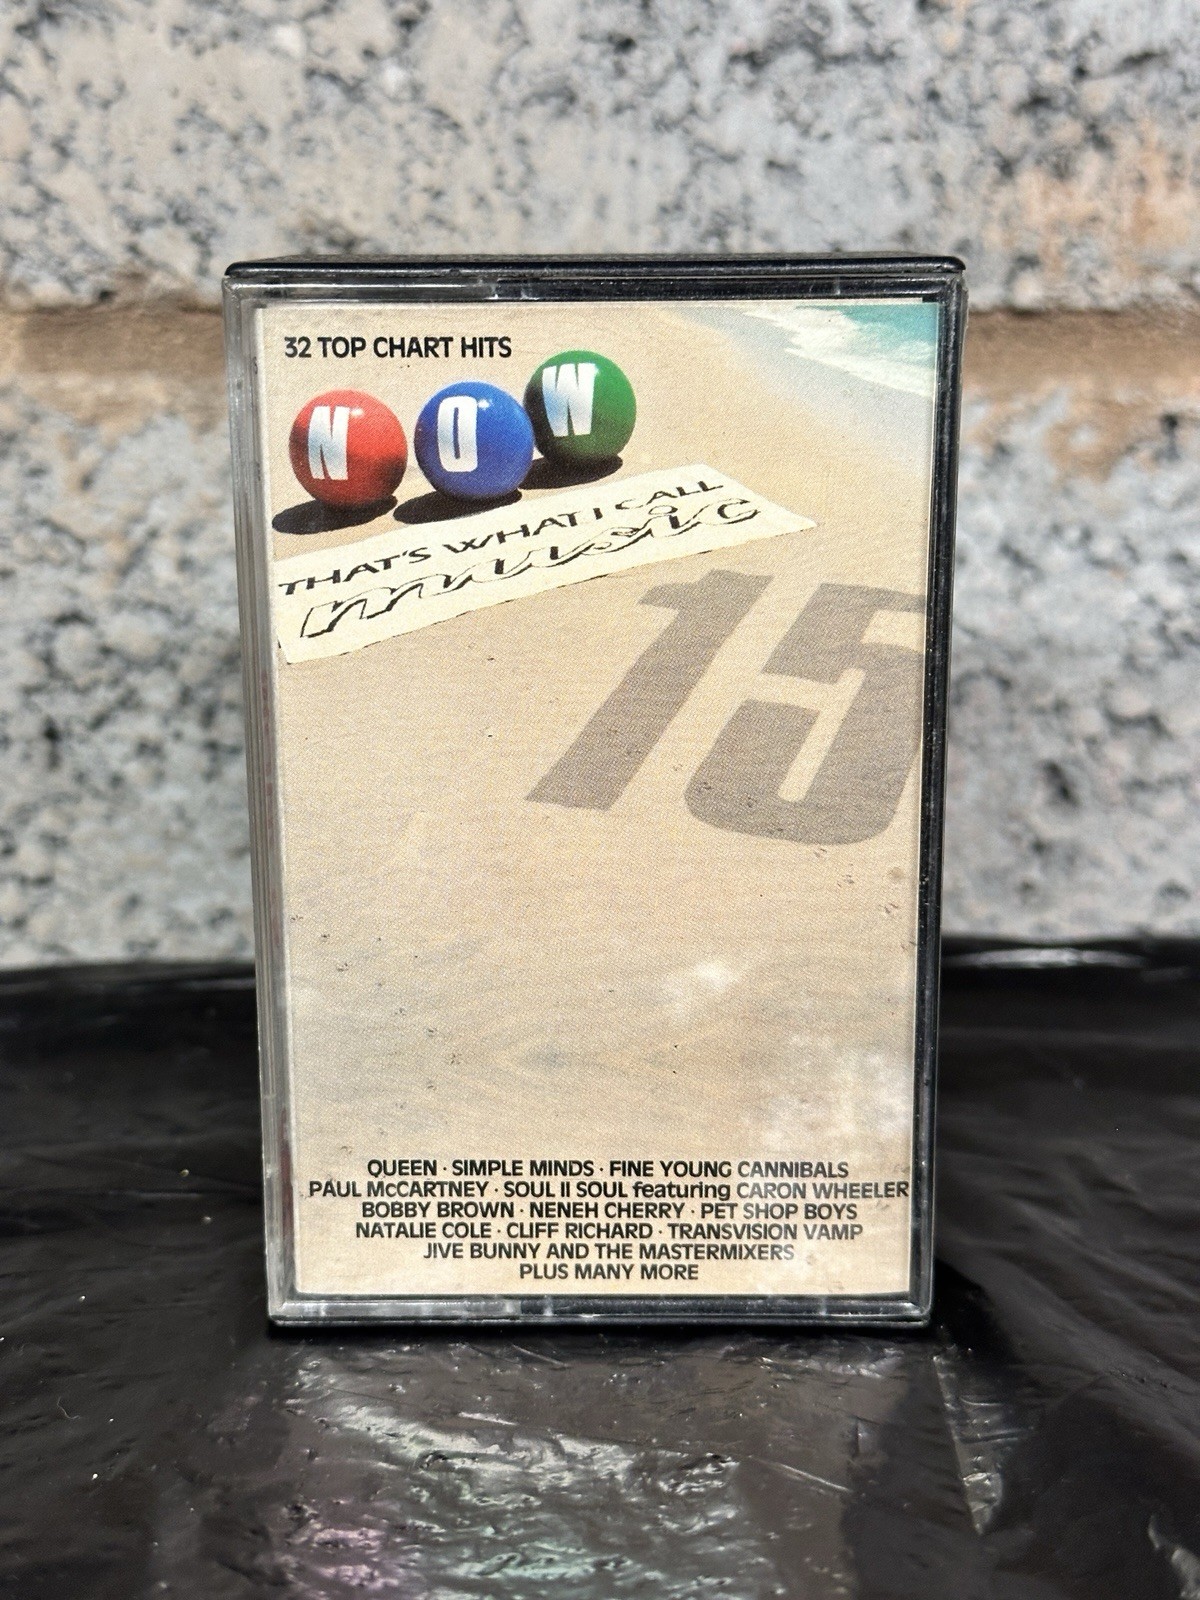 32 TOP CHART HITS
NOW
THAT'S WHAT I CALL
music
15
QUEEN · SIMPLE MINDS · FINE YOUNG CANNIBALS
PAUL McCARTNEY · SOUL II SOUL featuring CARON WHEELER
BOBBY BROWN · NENEH CHERRY · PET SHOP BOYS
NATALIE COLE · CLIFF RICHARD · TRANSVISION VAMP
JIVE BUNNY AND THE MASTERMIXERS
PLUS MANY MORE